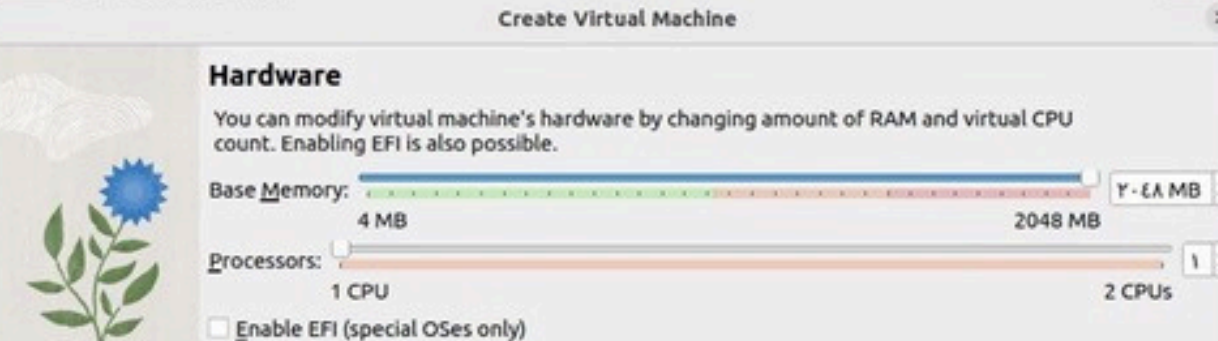 Create Virtual Machine
Hardware
You can modify virtual machine's hardware by changing amount of RAM and virtual CPU
count. Enabling EFI is also possible.
Base Memory: ٢٠٤٨ MB
4 MB 2048 MB
Processors: ١
1 CPU 2 CPUs
Enable EFI (special OSes only)